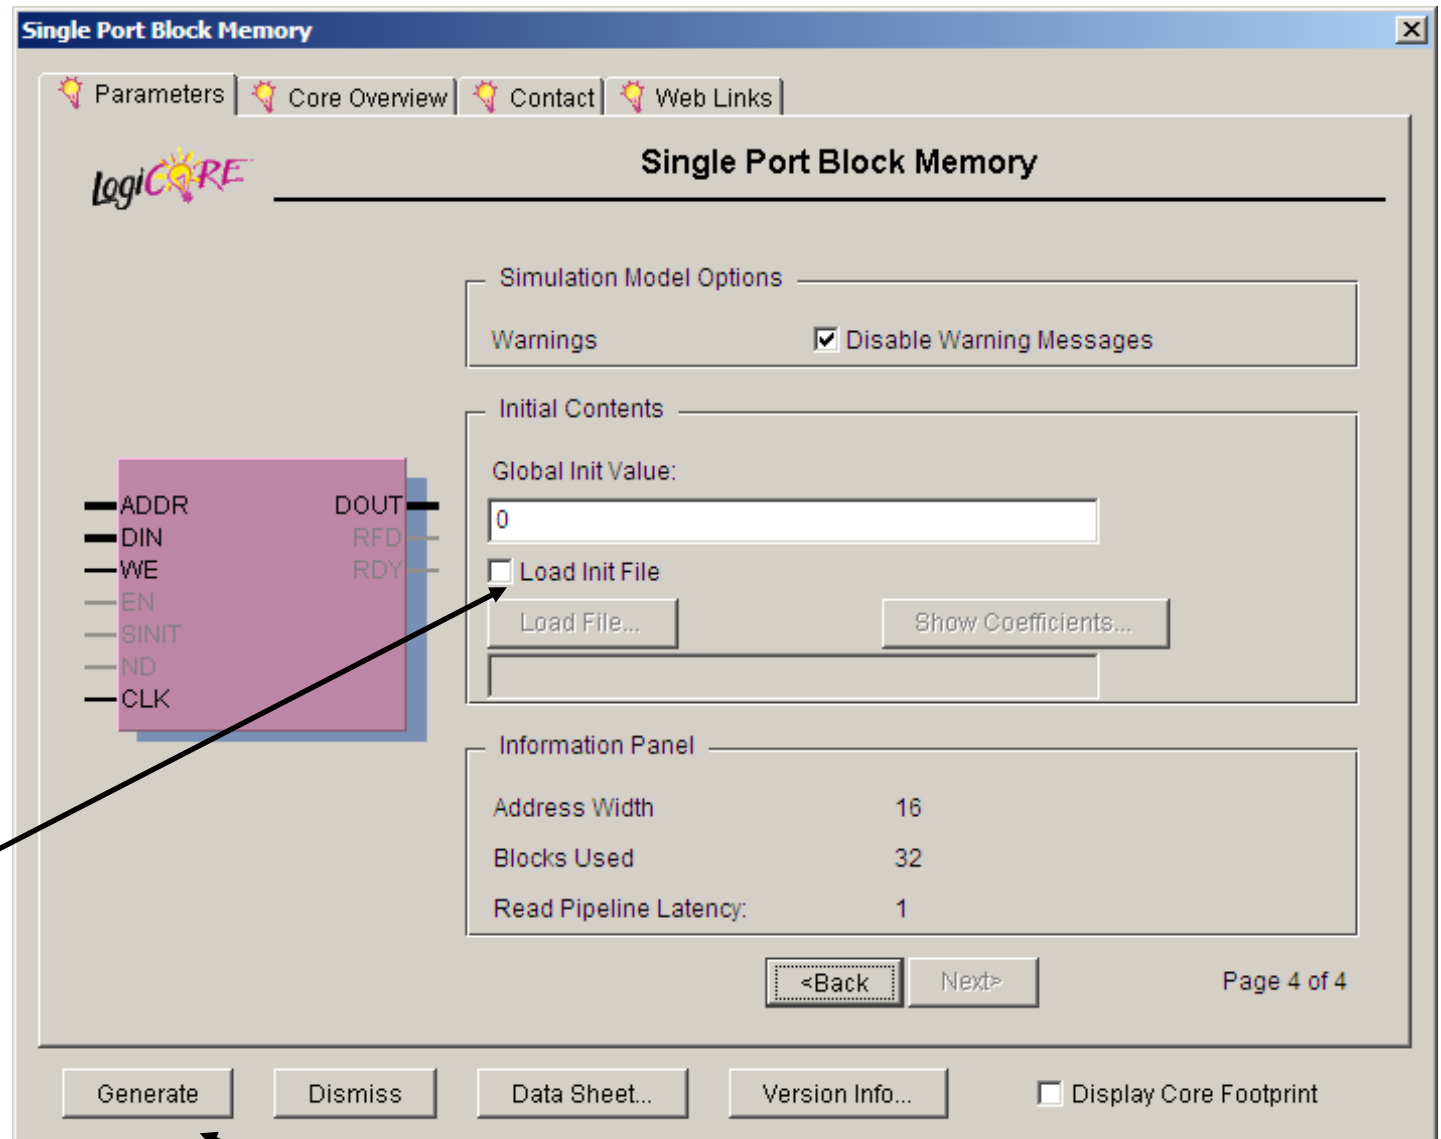 Single Port Block Memory
Parameters Core Overview Contact Web Links
LogiCORE
Single Port Block Memory
Simulation Model Options
Warnings Disable Warning Messages
Initial Contents
Global Init Value:
0
Load Init File
Load File... Show Coefficients...
ADDR DOUT
DIN RFD
WE RDY
EN
SINIT
ND
CLK
Information Panel
Address Width 16
Blocks Used 32
Read Pipeline Latency: 1
<Back Next> Page 4 of 4
Generate Dismiss Data Sheet... Version Info... Display Core Footprint